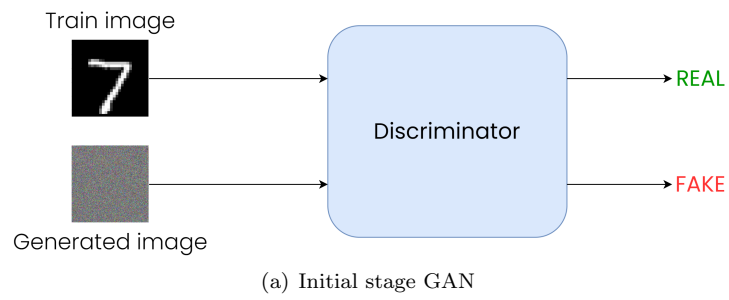 Train image
REAL
Discriminator
FAKE
Generated image
(a) Initial stage GAN